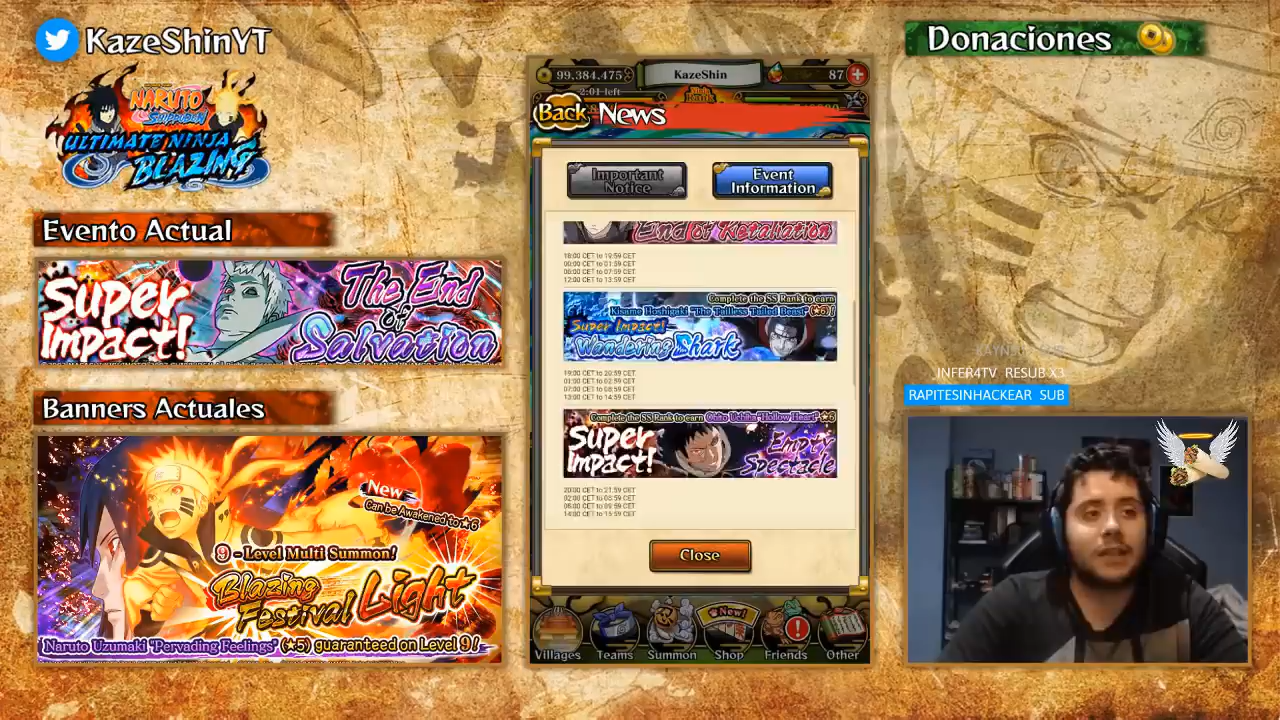 KazeShinYT
NARUTO
SHIPPUDEN
ULTIMATE NINJA
BLAZING
Evento Actual
Super
Impact!
The End
Of
Salvation
Banners Actuales
New
Can be Awakened to ★6
9 - Level Multi Summon!
Blazing
Festival Light
Naruto Uzumaki "Pervading Feelings" (★5) guaranteed on Level 9!
99,384,475
KazeShin
87
2:01 left
Back
News
Important
Notice
Event
Information
End of Retaliation
18:00 CET to 19:59 CET
00:00 CET to 01:59 CET
06:00 CET to 07:59 CET
12:00 CET to 13:59 CET
Complete the SS Rank to earn
Kisame Hoshigaki "The Tailless Tailed Beast" (★6)!
Super Impact!
Wandering Shark
19:00 CET to 20:59 CET
01:00 CET to 02:59 CET
07:00 CET to 08:59 CET
13:00 CET to 14:59 CET
Complete the SS Rank to earn Obito Uchiha "Hollow Heart" ★6
Super
Impact!
Empty
Spectacle
20:00 CET to 21:59 CET
02:00 CET to 03:59 CET
08:00 CET to 09:59 CET
14:00 CET to 15:59 CET
Close
Villages
Teams
Summon
New!
Shop
Friends
Other
Donaciones
INFER4TV RESUB X3
RAPITESINHACKEAR SUB